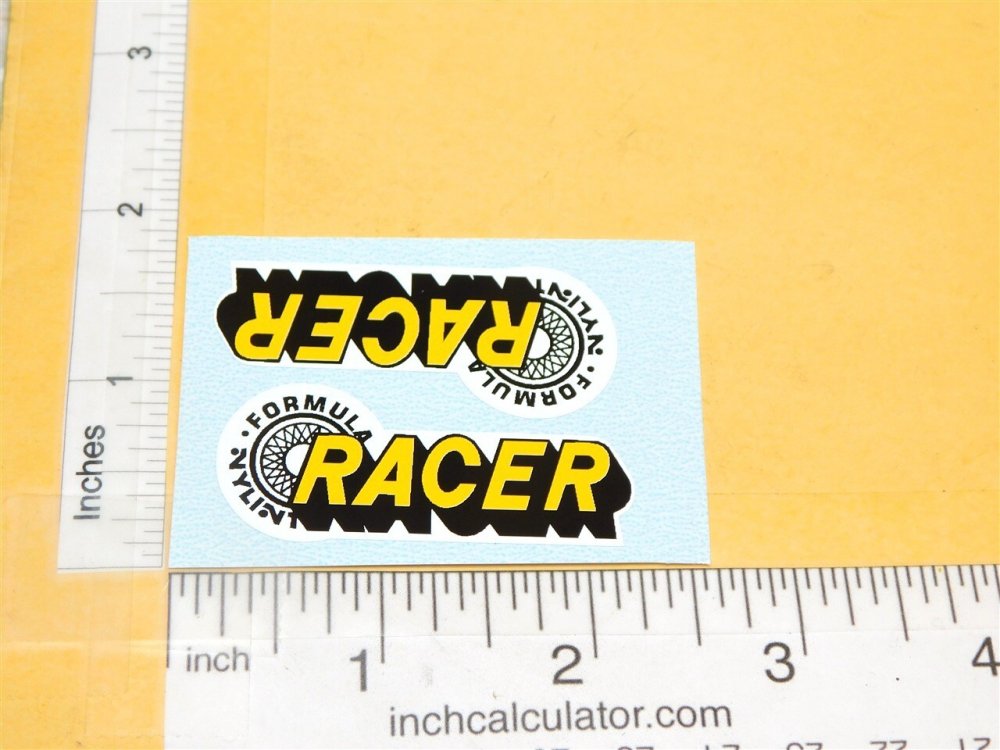 3
2
1
Inches
RACER
NYLINT · FORMULA
FORMULA
NYLINT
RACER
inch
1
2
3
4
inchcalculator.com